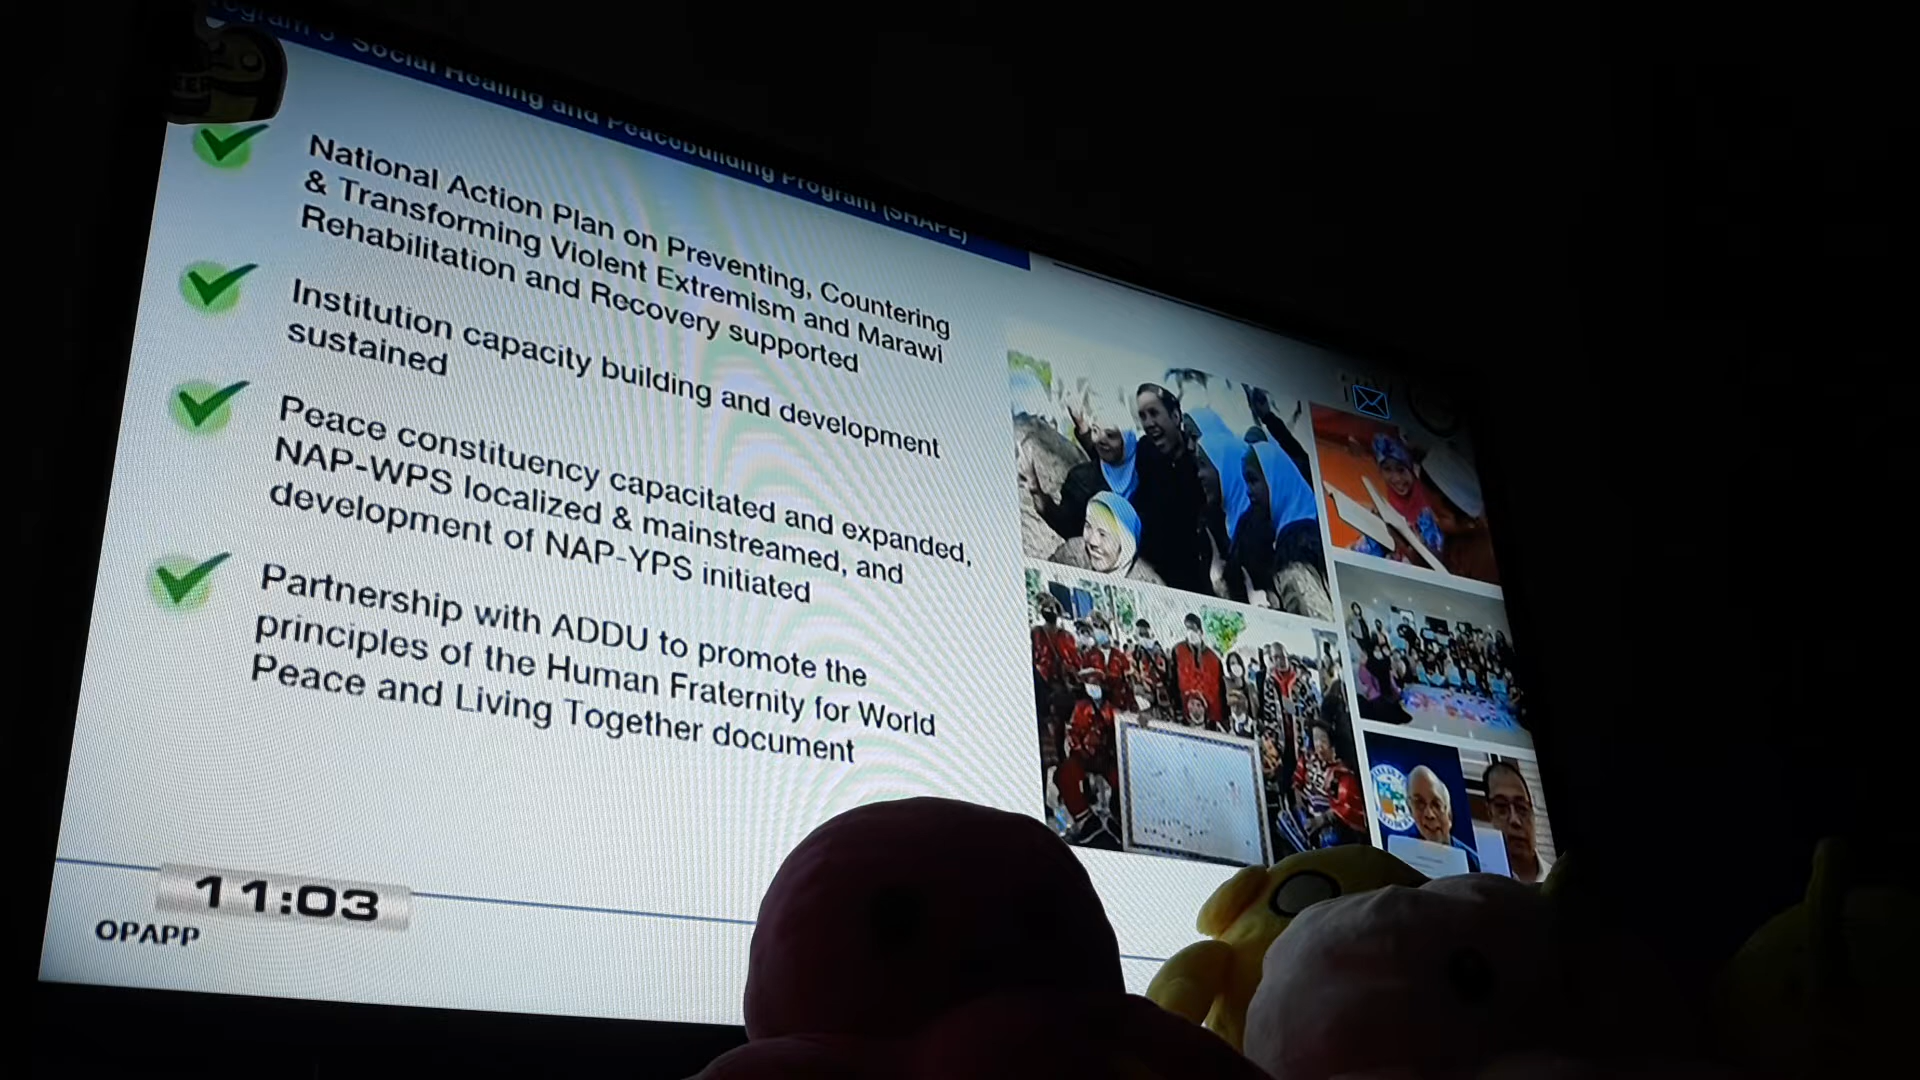 Program 5 Social Healing and Peacebuilding Program (SHAPE)
National Action Plan on Preventing, Countering
& Transforming Violent Extremism and Marawi
Rehabilitation and Recovery supported
Institution capacity building and development
sustained
Peace constituency capacitated and expanded,
NAP-WPS localized & mainstreamed, and
development of NAP-YPS initiated
Partnership with ADDU to promote the
principles of the Human Fraternity for World
Peace and Living Together document
11:03
OPAPP